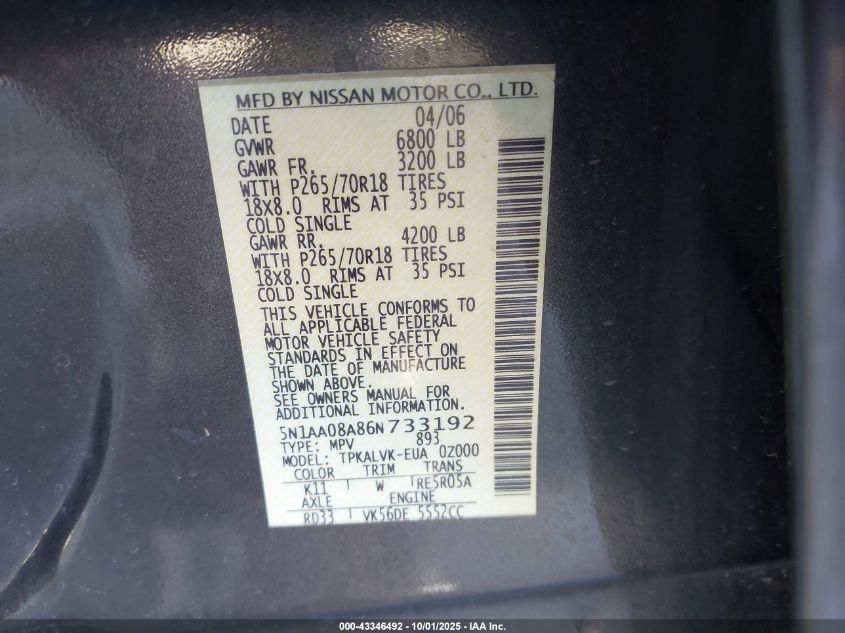 MFD BY NISSAN MOTOR CO., LTD.
DATE 04/06
GVWR 6800 LB
GAWR FR. 3200 LB
WITH P265/70R18 TIRES
18X8.0 RIMS AT 35 PSI
COLD SINGLE
GAWR RR. 4200 LB
WITH P265/70R18 TIRES
18X8.0 RIMS AT 35 PSI
COLD SINGLE
THIS VEHICLE CONFORMS TO
ALL APPLICABLE FEDERAL
MOTOR VEHICLE SAFETY
STANDARDS IN EFFECT ON
THE DATE OF MANUFACTURE
SHOWN ABOVE.
SEE OWNERS MANUAL FOR
ADDITIONAL INFORMATION.
5N1AA08A86N733192
TYPE: MPV 893
MODEL: TPKALVK-EUA 0Z000
COLOR TRIM TRANS
K11 W RE5R05A
AXLE ENGINE
RD33 VK56DE 5552CC
000-43346492 - 10/01/2025 - IAA Inc.